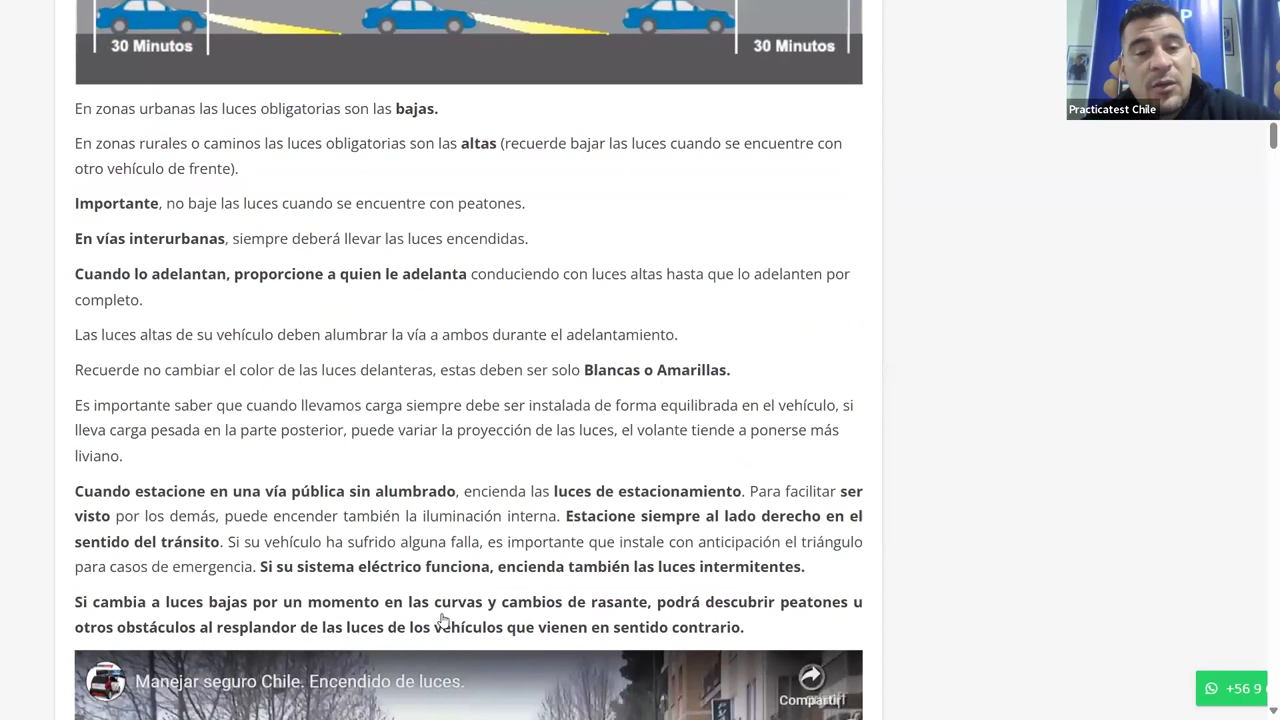 30 Minutos
30 Minutos
P
Practicatest Chile
En zonas urbanas las luces obligatorias son las bajas.
En zonas rurales o caminos las luces obligatorias son las altas (recuerde bajar las luces cuando se encuentre con
otro vehículo de frente).
Importante, no baje las luces cuando se encuentre con peatones.
En vías interurbanas, siempre deberá llevar las luces encendidas.
Cuando lo adelantan, proporcione a quien le adelanta conduciendo con luces altas hasta que lo adelanten por
completo.
Las luces altas de su vehículo deben alumbrar la vía a ambos durante el adelantamiento.
Recuerde no cambiar el color de las luces delanteras, estas deben ser solo Blancas o Amarillas.
Es importante saber que cuando llevamos carga siempre debe ser instalada de forma equilibrada en el vehículo, si
lleva carga pesada en la parte posterior, puede variar la proyección de las luces, el volante tiende a ponerse más
liviano.
Cuando estacione en una vía pública sin alumbrado, encienda las luces de estacionamiento. Para facilitar ser
visto por los demás, puede encender también la iluminación interna. Estacione siempre al lado derecho en el
sentido del tránsito. Si su vehículo ha sufrido alguna falla, es importante que instale con anticipación el triángulo
para casos de emergencia. Si su sistema eléctrico funciona, encienda también las luces intermitentes.
Si cambia a luces bajas por un momento en las curvas y cambios de rasante, podrá descubrir peatones u
otros obstáculos al resplandor de las luces de los vehículos que vienen en sentido contrario.
Manejar seguro Chile. Encendido de luces.
Compartir
+56 9